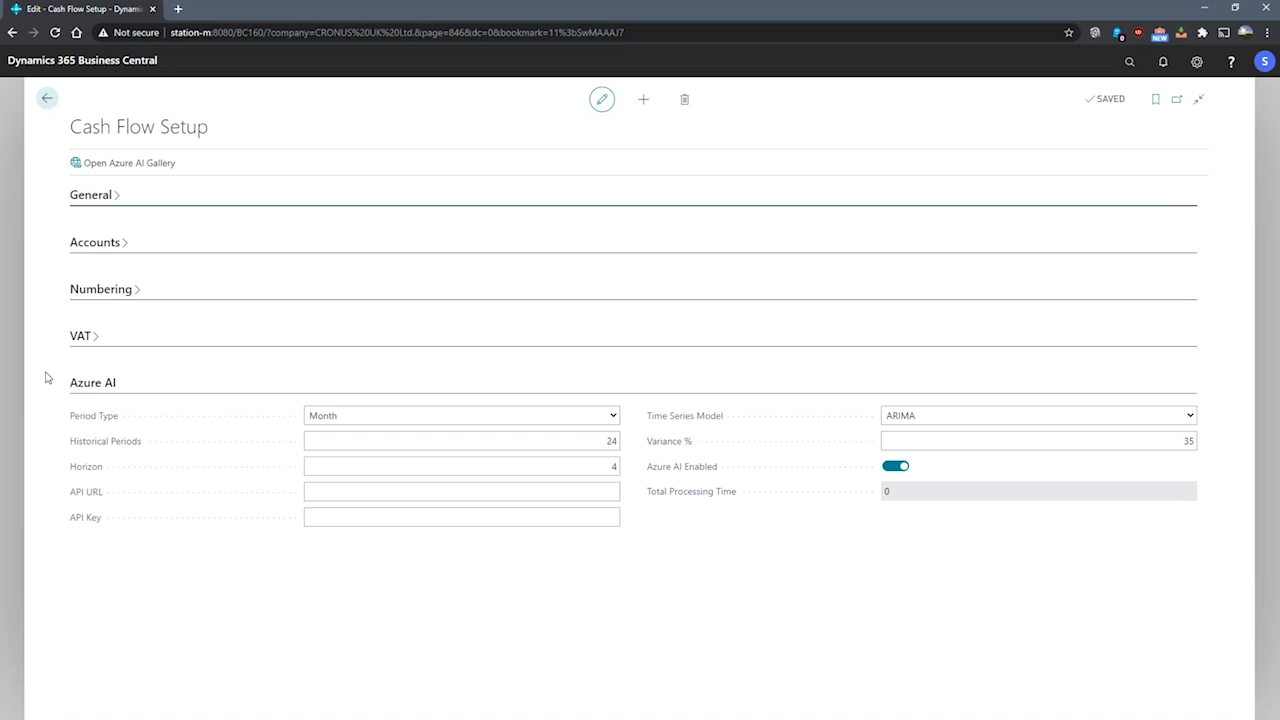 Edit - Cash Flow Setup - Dynami
Not secure station-m:8080/BC160/?company=CRONUS%20UK%20Ltd.&page=846&dc=0&bookmark=11%3bSwMAAAJ7
0
NEW
Dynamics 365 Business Central
?
S
SAVED
Cash Flow Setup
Open Azure AI Gallery
General
Accounts
Numbering
VAT
Azure AI
Period Type Month
Time Series Model ARIMA
Historical Periods 24
Variance % 35
Horizon 4
Azure AI Enabled
API URL
Total Processing Time 0
API Key